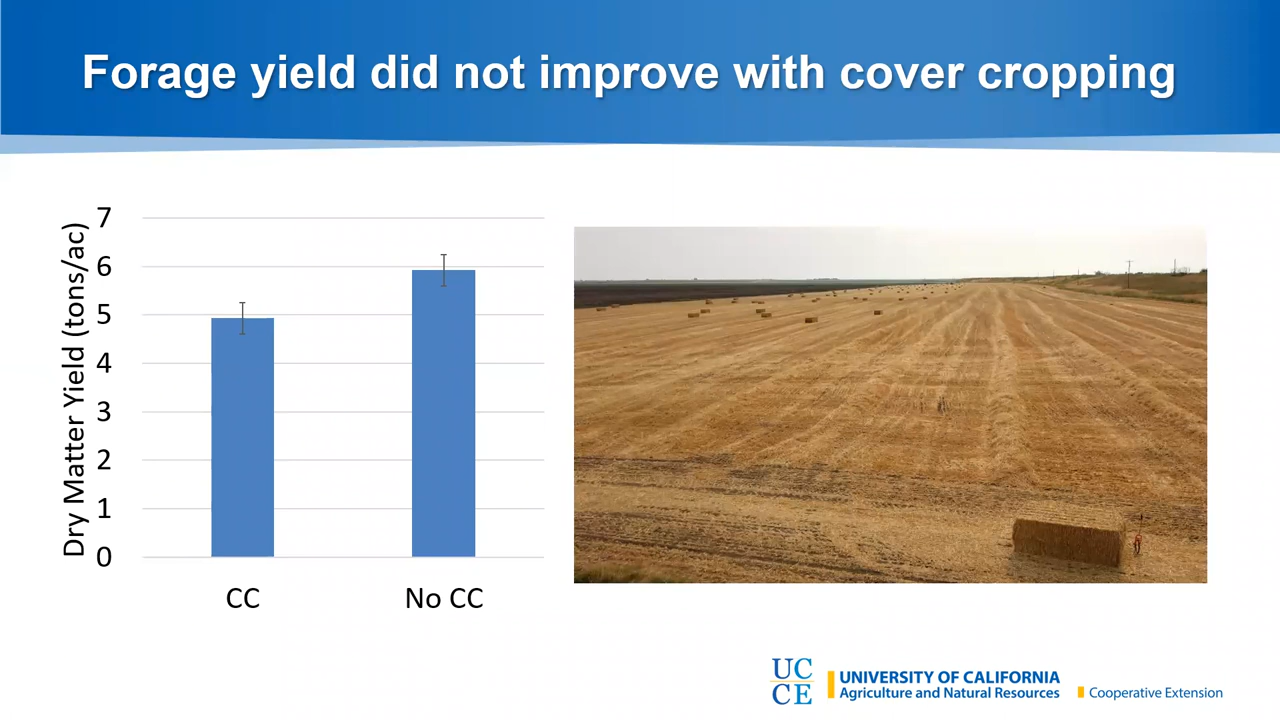 Forage yield did not improve with cover cropping
Dry Matter Yield (tons/ac)
7
6
5
4
3
2
1
0
CC
No CC
UC
CE
UNIVERSITY OF CALIFORNIA
Agriculture and Natural Resources
Cooperative Extension